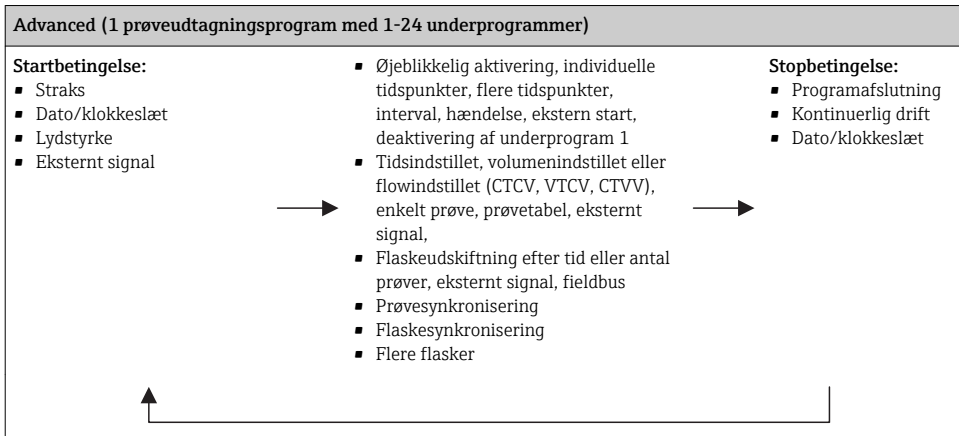 Advanced (1 prøveudtagningsprogram med 1-24 underprogrammer)
Startbetingelse:
▪ Straks
▪ Dato/klokkeslæt
▪ Lydstyrke
▪ Eksternt signal
▪ Øjeblikkelig aktivering, individuelle
tidspunkter, flere tidspunkter,
interval, hændelse, ekstern start,
deaktivering af underprogram 1
▪ Tidsindstillet, volumenindstillet eller
flowindstillet (CTCV, VTCV, CTVV),
enkelt prøve, prøvetabel, eksternt
signal,
▪ Flaskeudskiftning efter tid eller antal
prøver, eksternt signal, fieldbus
▪ Prøvesynkronisering
▪ Flaskesynkronisering
▪ Flere flasker
Stopbetingelse:
▪ Programafslutning
▪ Kontinuerlig drift
▪ Dato/klokkeslæt